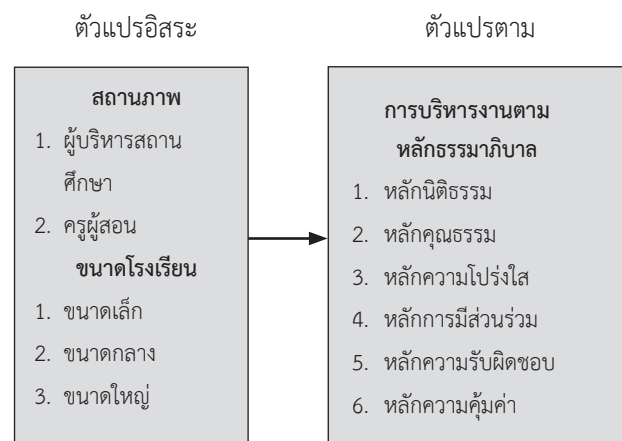 ตัวแปรอิสระ
สถานภาพ
1. ผู้บริหารสถาน
ศึกษา
2. ครูผู้สอน
ขนาดโรงเรียน
1. ขนาดเล็ก
2. ขนาดกลาง
3. ขนาดใหญ่
ตัวแปรตาม
การบริหารงานตาม
หลักธรรมาภิบาล
1. หลักนิติธรรม
2. หลักคุณธรรม
3. หลักความโปร่งใส
4. หลักการมีส่วนร่วม
5. หลักความรับผิดชอบ
6. หลักความคุ้มค่า